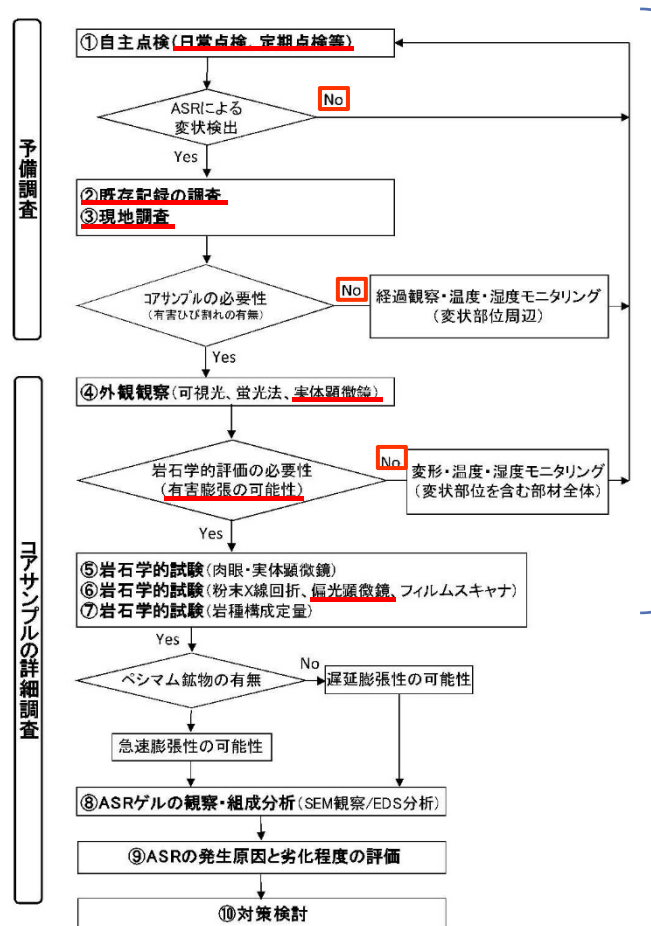 予備調査
①自主点検(日常点検、定期点検等)
ASRによる
変状検出
No
Yes
②既存記録の調査
③現地調査
コアサンプルの必要性
(有害ひび割れの有無)
No
経過観察・温度・湿度モニタリング
(変状部位周辺)
Yes
コアサンプルの詳細調査
④外観観察(可視光、蛍光法、実体顕微鏡)
岩石学的評価の必要性
(有害膨張の可能性)
No
変形・温度・湿度モニタリング
(変状部位を含む部材全体)
Yes
⑤岩石学的試験(肉眼・実体顕微鏡)
⑥岩石学的試験(粉末X線回折、偏光顕微鏡、フィルムスキャナ)
⑦岩石学的試験(岩種構成定量)
Yes
ペシマム鉱物の有無
No
遅延膨張性の可能性
急速膨張性の可能性
⑧ASRゲルの観察・組成分析(SEM観察/EDS分析)
⑨ASRの発生原因と劣化程度の評価
⑩対策検討